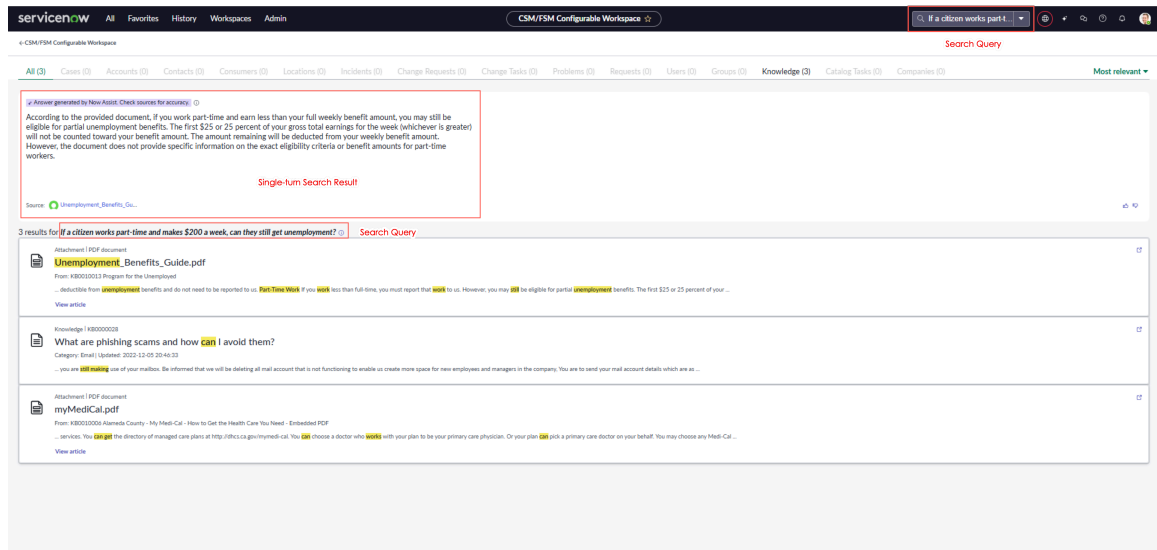 servicenow All Favorites History Workspaces Admin CSM/FSM Configurable Workspace ☆ If a citizen works part-t...
Search Query
CSM/FSM Configurable Workspace
All (3) Cases (0) Accounts (0) Contacts (0) Consumers (0) Locations (0) Incidents (0) Change Requests (0) Change Tasks (0) Problems (0) Requests (0) Users (0) Groups (0) Knowledge (3) Catalog Tasks (0) Companies (0) Most relevant
Answer generated by Now Assist. Check sources for accuracy.
According to the provided document, if you work part-time and earn less than your full weekly benefit amount, you may still be
eligible for partial unemployment benefits. The first $25 or 25 percent of your gross total earnings for the week (whichever is greater)
will not be counted toward your benefit amount. The amount remaining will be deducted from your weekly benefit amount.
However, the document does not provide specific information on the exact eligibility criteria or benefit amounts for part-time
workers.
Single-turn Search Result
Source: Unemployment_Benefits_Gu...
3 results for If a citizen works part-time and makes $200 a week, can they still get unemployment? Search Query
Attachment | PDF document
Unemployment_Benefits_Guide.pdf
From: KB0010013 Program for the Unemployed
... deductible from unemployment benefits and do not need to be reported to us. Part-Time Work If you work less than full-time, you must report that work to us. However, you may still be eligible for partial unemployment benefits. The first $25 or 25 percent of your ...
View article
Knowledge | KB0000028
What are phishing scams and how can I avoid them?
Category: Email | Updated: 2022-12-05 20:46:33
... you are still making use of your mailbox. Be informed that we will be deleting all mail account that is not functioning to enable us create more space for new employees and managers in the company. You are to send your mail account details which are as ...
Attachment | PDF document
myMediCal.pdf
From: KB0010006 Alameda County - My Medi-Cal - How to Get the Health Care You Need - Embedded PDF
... services. You can get the directory of managed care plans at http://dhcs.ca.gov/mymedi-cal. You can choose a doctor who works with your plan to be your primary care physician. Or your plan can pick a primary care doctor on your behalf. You may choose any Medi-Cal ...
View article